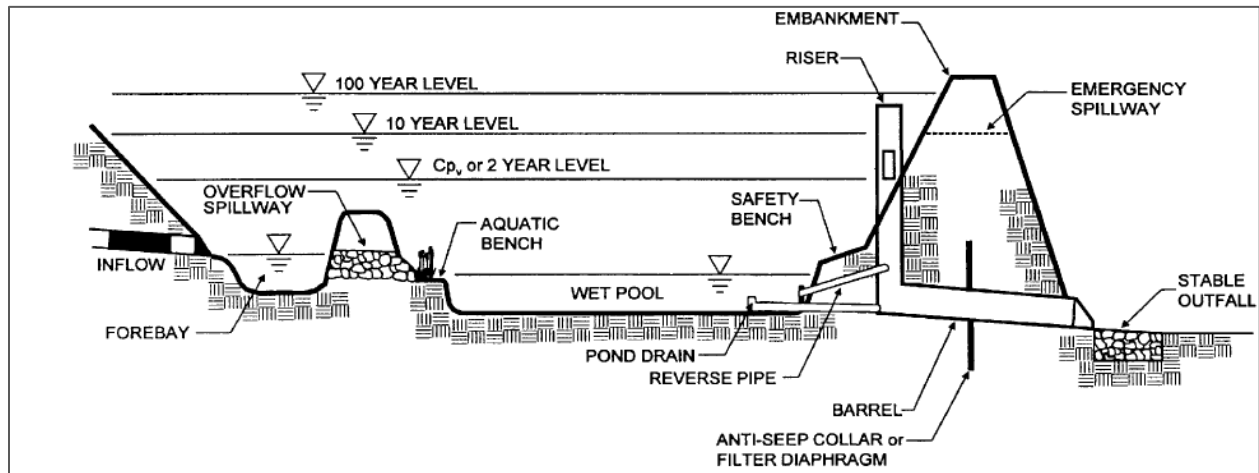 EMBANKMENT
RISER
100 YEAR LEVEL
EMERGENCY
SPILLWAY
10 YEAR LEVEL
Cpv or 2 YEAR LEVEL
OVERFLOW
SPILLWAY
SAFETY
BENCH
AQUATIC
BENCH
INFLOW
STABLE
OUTFALL
WET POOL
FOREBAY
POND DRAIN
REVERSE PIPE
BARREL
ANTI-SEEP COLLAR or
FILTER DIAPHRAGM